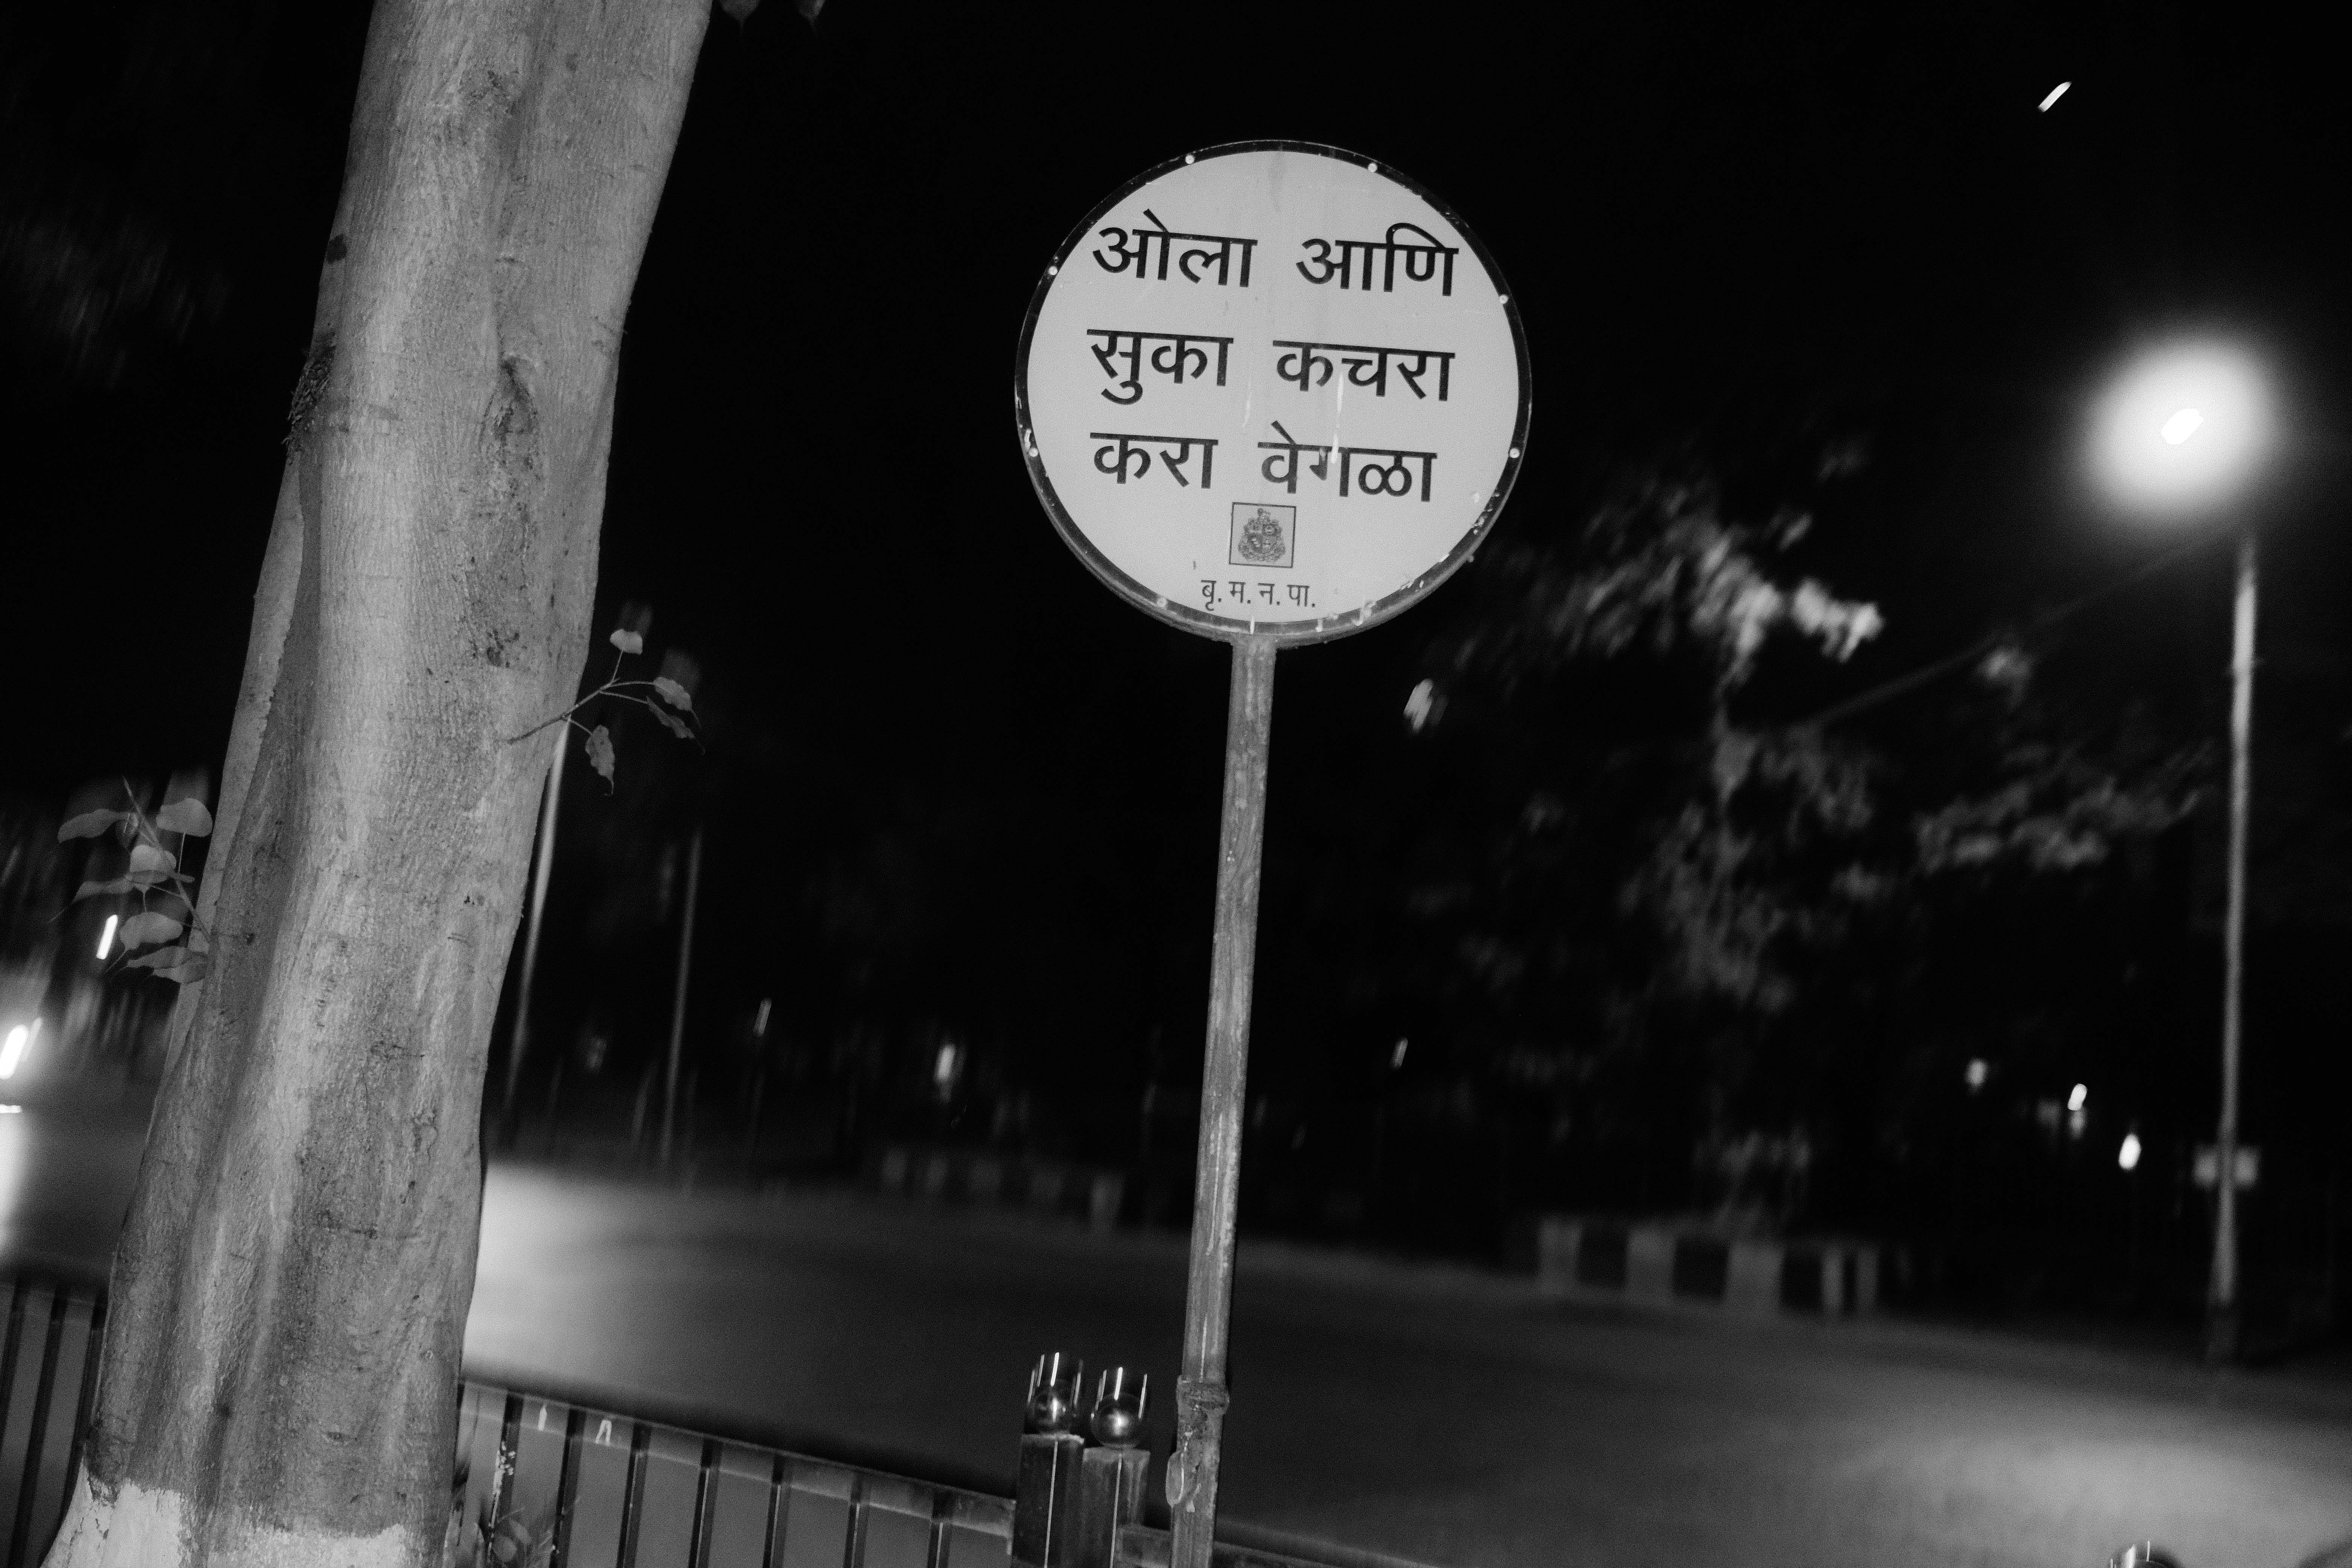 ओला आणि
सुका कचरा
करा वेगळा
बृ. म. न. पा.